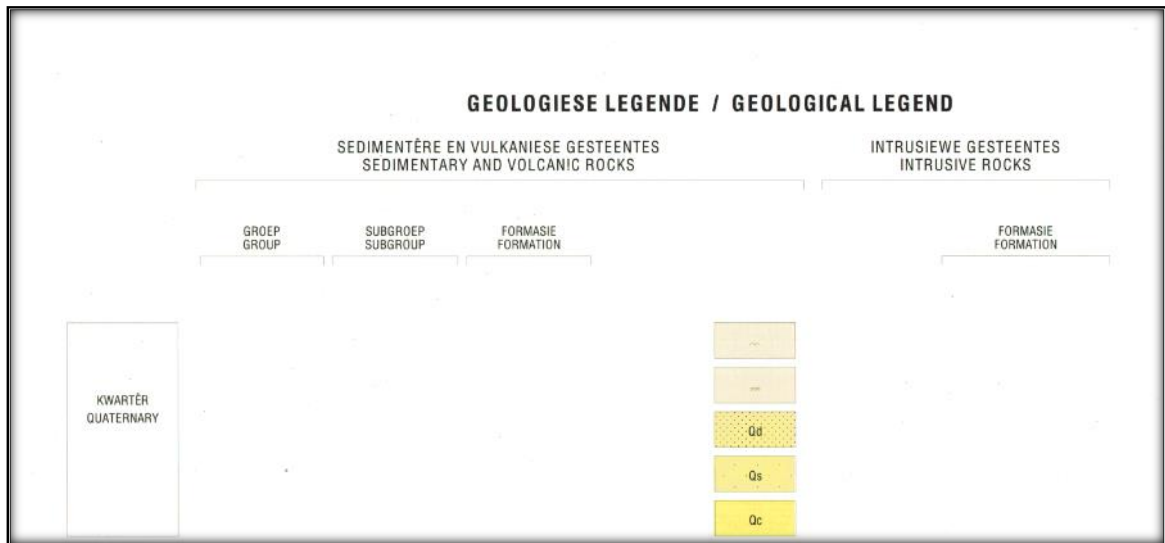 GEOLOGIESE LEGENDE / GEOLOGICAL LEGEND
SEDIMENTÊRE EN VULKANIESE GESTEENTES
SEDIMENTARY AND VOLCANIC ROCKS
INTRUSIEWE GESTEENTES
INTRUSIVE ROCKS
GROEP
GROUP
SUBGROEP
SUBGROUP
FORMASIE
FORMATION
FORMASIE
FORMATION
KWARTÊR
QUATERNARY
Qd
Qs
Qc